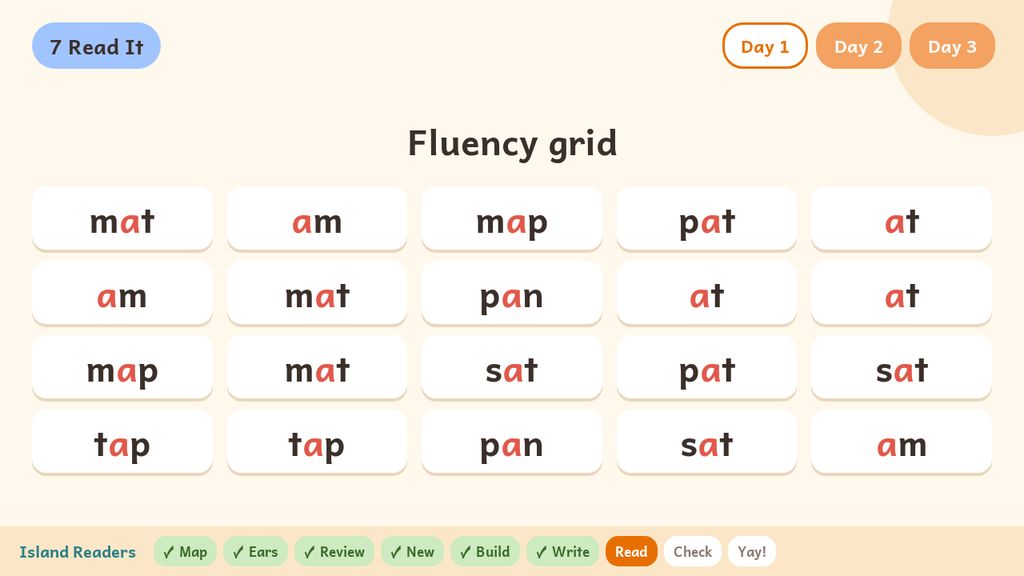 7 Read It
Day 1 Day 2 Day 3
Fluency grid
mat am map pat at
am mat pan at at
map mat sat pat sat
tap tap pan sat am
Island Readers ✓ Map ✓ Ears ✓ Review ✓ New ✓ Build ✓ Write Read Check Yay!